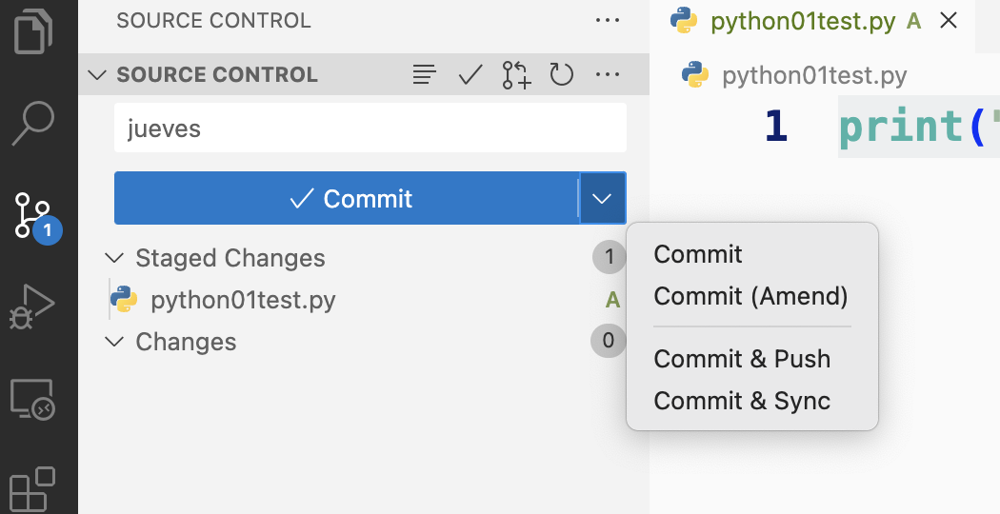 SOURCE CONTROL
SOURCE CONTROL
jueves
Commit
Staged Changes 1
python01test.py A
Changes 0
1
Commit
Commit (Amend)
Commit & Push
Commit & Sync
python01test.py A
python01test.py
1 print("